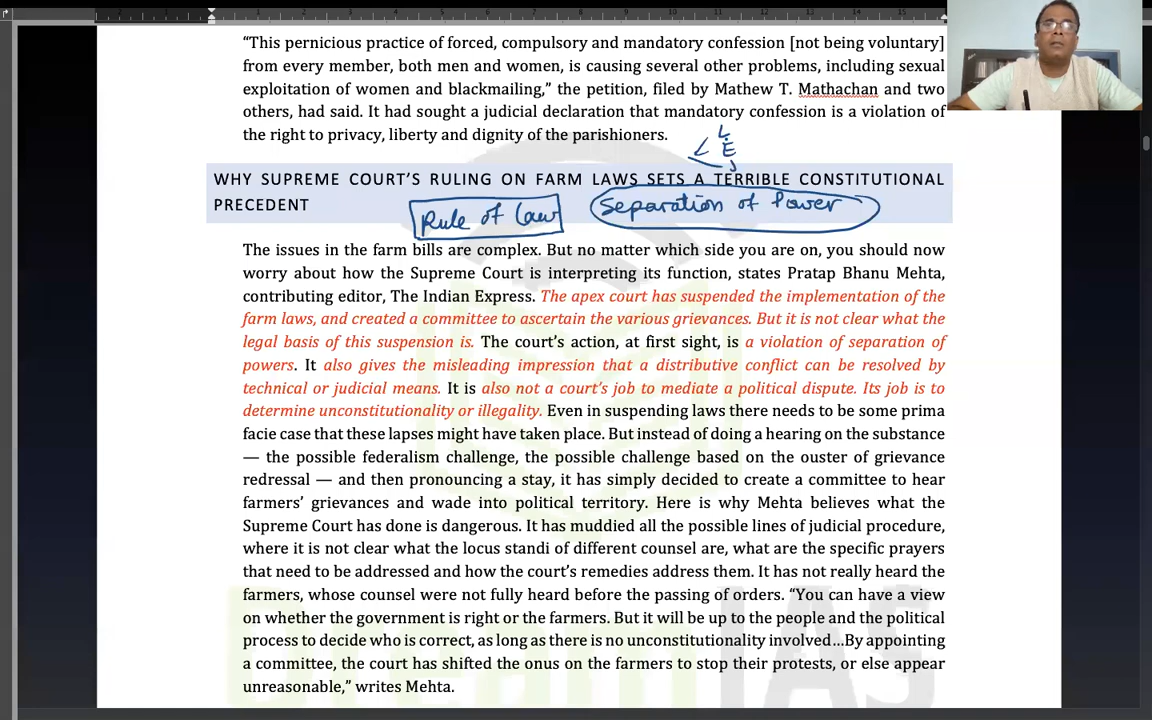 “This pernicious practice of forced, compulsory and mandatory confession [not being voluntary]
from every member, both men and women, is causing several other problems, including sexual
exploitation of women and blackmailing,” the petition, filed by Mathew T. Mathachan and two
others, had said. It had sought a judicial declaration that mandatory confession is a violation of
the right to privacy, liberty and dignity of the parishioners.
L
E
J
WHY SUPREME COURT’S RULING ON FARM LAWS SETS A TERRIBLE CONSTITUTIONAL
PRECEDENT
Rule of Law
Separation of Power
The issues in the farm bills are complex. But no matter which side you are on, you should now
worry about how the Supreme Court is interpreting its function, states Pratap Bhanu Mehta,
contributing editor, The Indian Express. The apex court has suspended the implementation of the
farm laws, and created a committee to ascertain the various grievances. But it is not clear what the
legal basis of this suspension is. The court’s action, at first sight, is a violation of separation of
powers. It also gives the misleading impression that a distributive conflict can be resolved by
technical or judicial means. It is also not a court’s job to mediate a political dispute. Its job is to
determine unconstitutionality or illegality. Even in suspending laws there needs to be some prima
facie case that these lapses might have taken place. But instead of doing a hearing on the substance
— the possible federalism challenge, the possible challenge based on the ouster of grievance
redressal — and then pronouncing a stay, it has simply decided to create a committee to hear
farmers’ grievances and wade into political territory. Here is why Mehta believes what the
Supreme Court has done is dangerous. It has muddied all the possible lines of judicial procedure,
where it is not clear what the locus standi of different counsel are, what are the specific prayers
that need to be addressed and how the court’s remedies address them. It has not really heard the
farmers, whose counsel were not fully heard before the passing of orders. “You can have a view
on whether the government is right or the farmers. But it will be up to the people and the political
process to decide who is correct, as long as there is no unconstitutionality involved...By appointing
a committee, the court has shifted the onus on the farmers to stop their protests, or else appear
unreasonable,” writes Mehta.